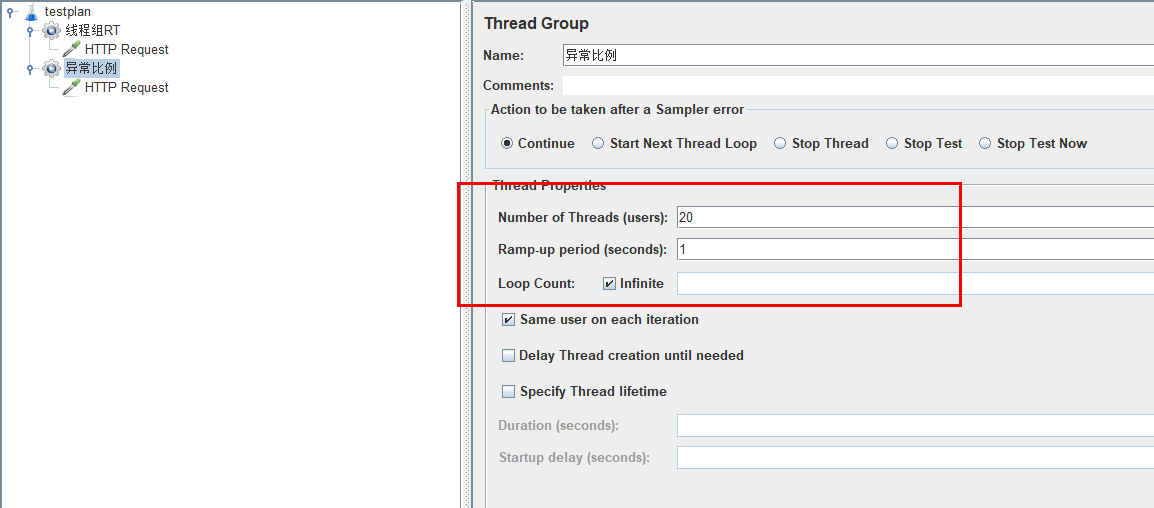 testplan
线程组RT
HTTP Request
异常比例
HTTP Request
Thread Group
Name: 异常比例
Comments:
Action to be taken after a Sampler error
Continue Start Next Thread Loop Stop Thread Stop Test Stop Test Now
Thread Properties
Number of Threads (users): 20
Ramp-up period (seconds): 1
Loop Count: Infinite
Same user on each iteration
Delay Thread creation until needed
Specify Thread lifetime
Duration (seconds):
Startup delay (seconds):